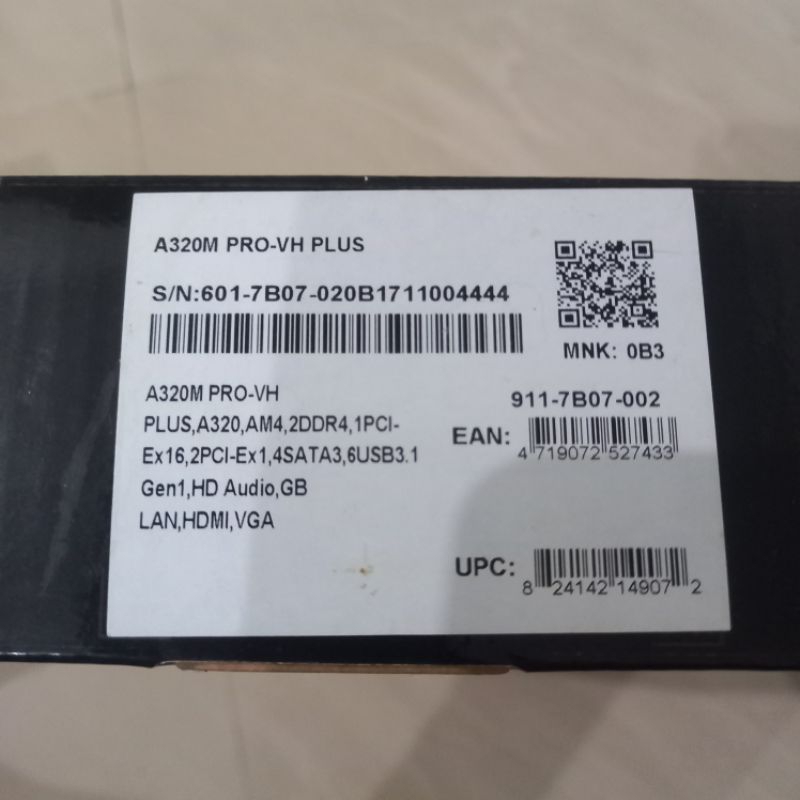 A320M PRO-VH PLUS
S/N:601-7B07-020B1711004444
MNK: 0B3
A320M PRO-VH
PLUS,A320,AM4,2DDR4,1PCI-
Ex16,2PCI-Ex1,4SATA3,6USB3.1
Gen1,HD Audio,GB
LAN,HDMI,VGA
911-7B07-002
EAN:
4 719072 527433
UPC:
8 24142 14907 2